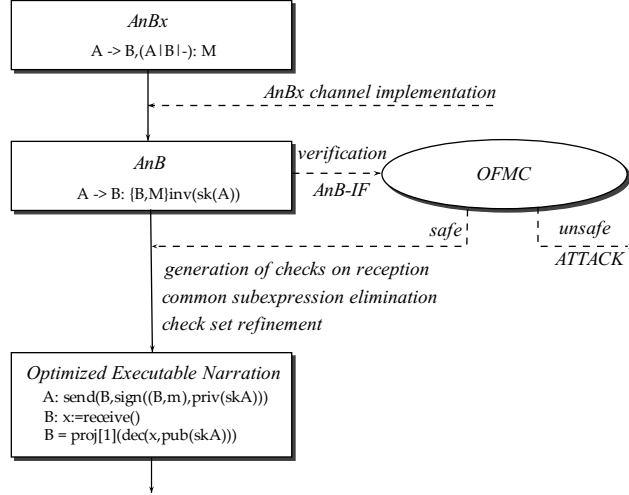 AnBx
A -> B,(A|B|-): M
AnBx channel implementation
AnB
A -> B: {B,M}inv(sk(A))
verification
AnB-IF
OFMC
safe
unsafe
ATTACK
generation of checks on reception
common subexpression elimination
check set refinement
Optimized Executable Narration
A: send(B,sign((B,m),priv(skA)))
B: x:=receive()
B = proj[1](dec(x,pub(skA)))